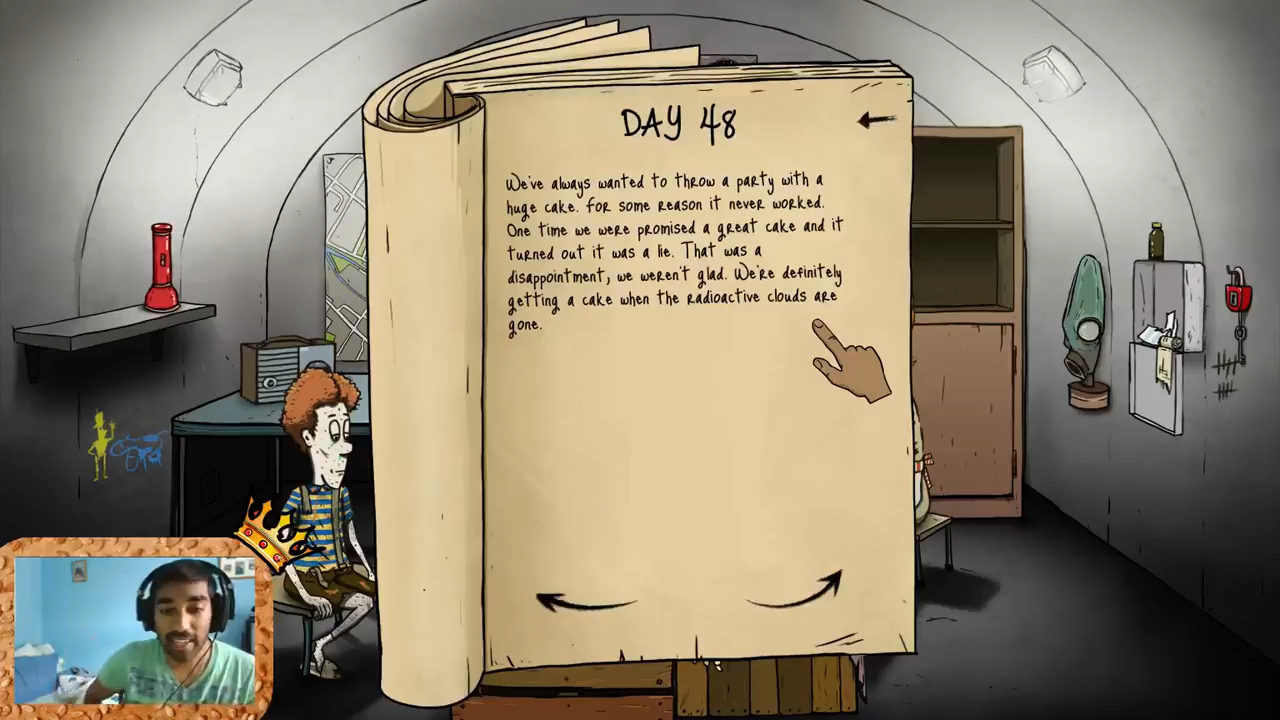 DAY 48
We've always wanted to throw a party with a
huge cake. For some reason it never worked.
One time we were promised a great cake and it
turned out it was a lie. That was a
disappointment, we weren't glad. We're definitely
getting a cake when the radioactive clouds are
gone.